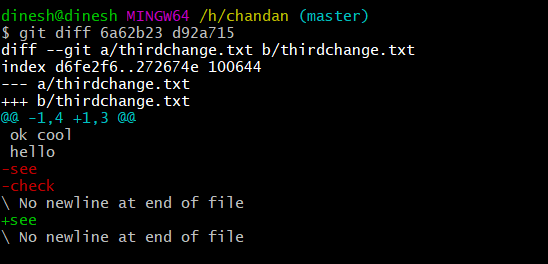 dinesh@dinesh MINGW64 /h/chandan (master)
$ git diff 6a62b23 d92a715
diff --git a/thirdchange.txt b/thirdchange.txt
index d6fe2f6..272674e 100644
--- a/thirdchange.txt
+++ b/thirdchange.txt
@@ -1,4 +1,3 @@
 ok cool
 hello
-see
-check
\ No newline at end of file
+see
\ No newline at end of file